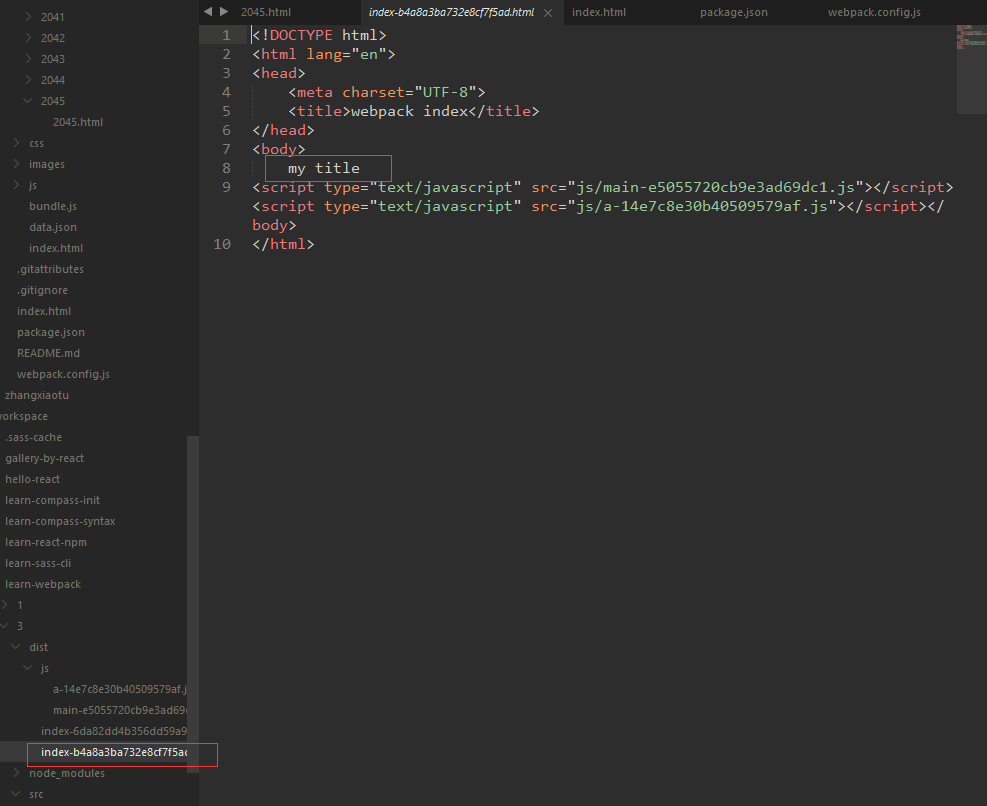 2041
2042
2043
2044
2045
2045.html
css
images
js
bundle.js
data.json
index.html
.gitattributes
.gitignore
index.html
package.json
README.md
webpack.config.js
zhangxiaotu
workspace
.sass-cache
gallery-by-react
hello-react
learn-compass-init
learn-compass-syntax
learn-react-npm
learn-sass-cli
learn-webpack
1
3
dist
js
a-14e7c8e30b40509579af.j
main-e5055720cb9e3ad69
index-6da82dd4b356dd59a9
index-b4a8a3ba732e8cf7f5ad
node_modules
src
2045.html index-b4a8a3ba732e8cf7f5ad.html index.html package.json webpack.config.js
1 <!DOCTYPE html>
2 <html lang="en">
3 <head>
4 <meta charset="UTF-8">
5 <title>webpack index</title>
6 </head>
7 <body>
8 my title
9 <script type="text/javascript" src="js/main-e5055720cb9e3ad69dc1.js"></script>
<script type="text/javascript" src="js/a-14e7c8e30b40509579af.js"></script></
body>
10 </html>